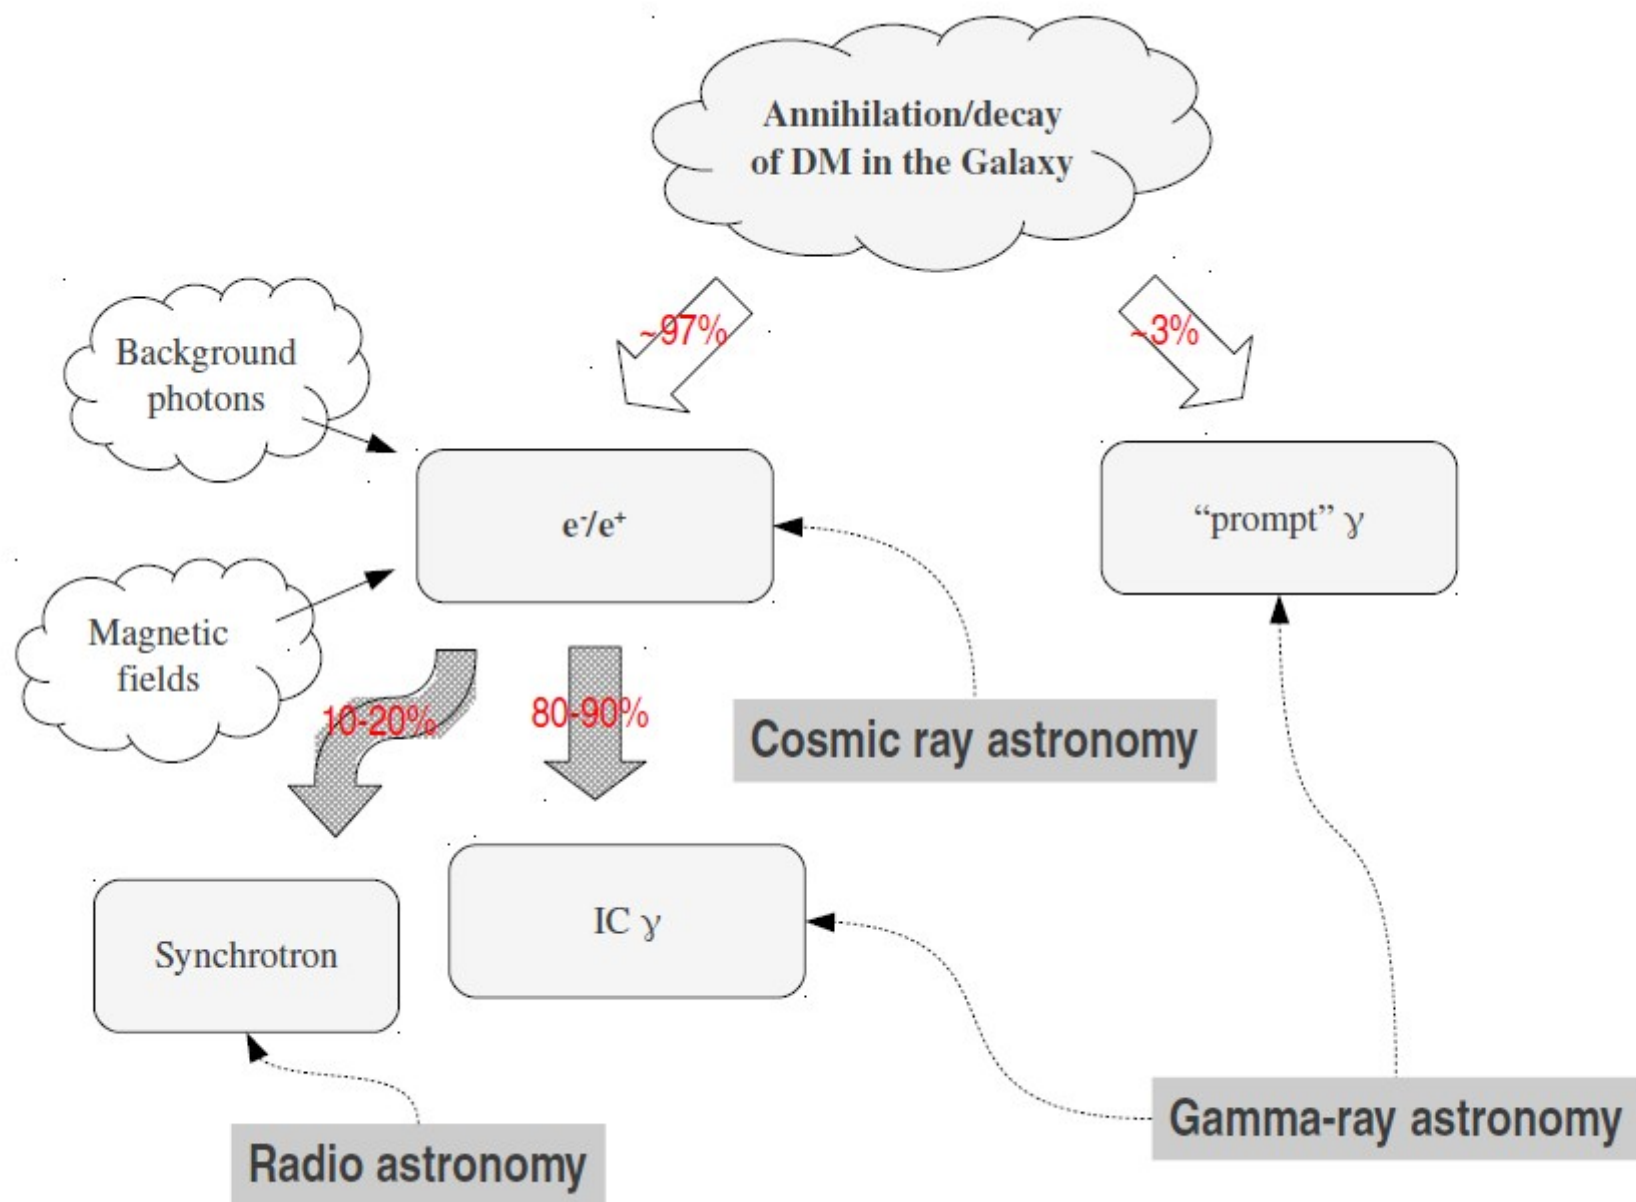 Annihilation/decay
of DM in the Galaxy
~97%
~3%
Background
photons
e⁻/e⁺
“prompt” γ
Magnetic
fields
10-20%
80-90%
Cosmic ray astronomy
IC γ
Synchrotron
Gamma-ray astronomy
Radio astronomy